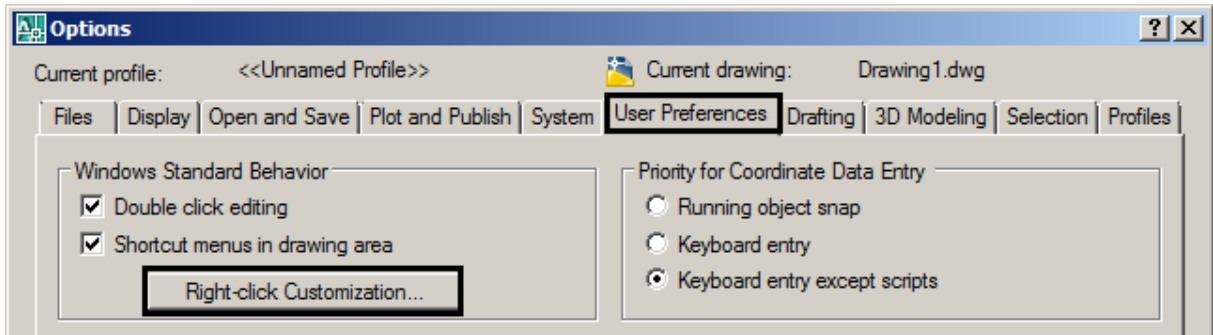 Options
Current profile: <<Unnamed Profile>> Current drawing: Drawing1.dwg
Files Display Open and Save Plot and Publish System User Preferences Drafting 3D Modeling Selection Profiles
Windows Standard Behavior
Double click editing
Shortcut menus in drawing area
Right-click Customization...
Priority for Coordinate Data Entry
Running object snap
Keyboard entry
Keyboard entry except scripts